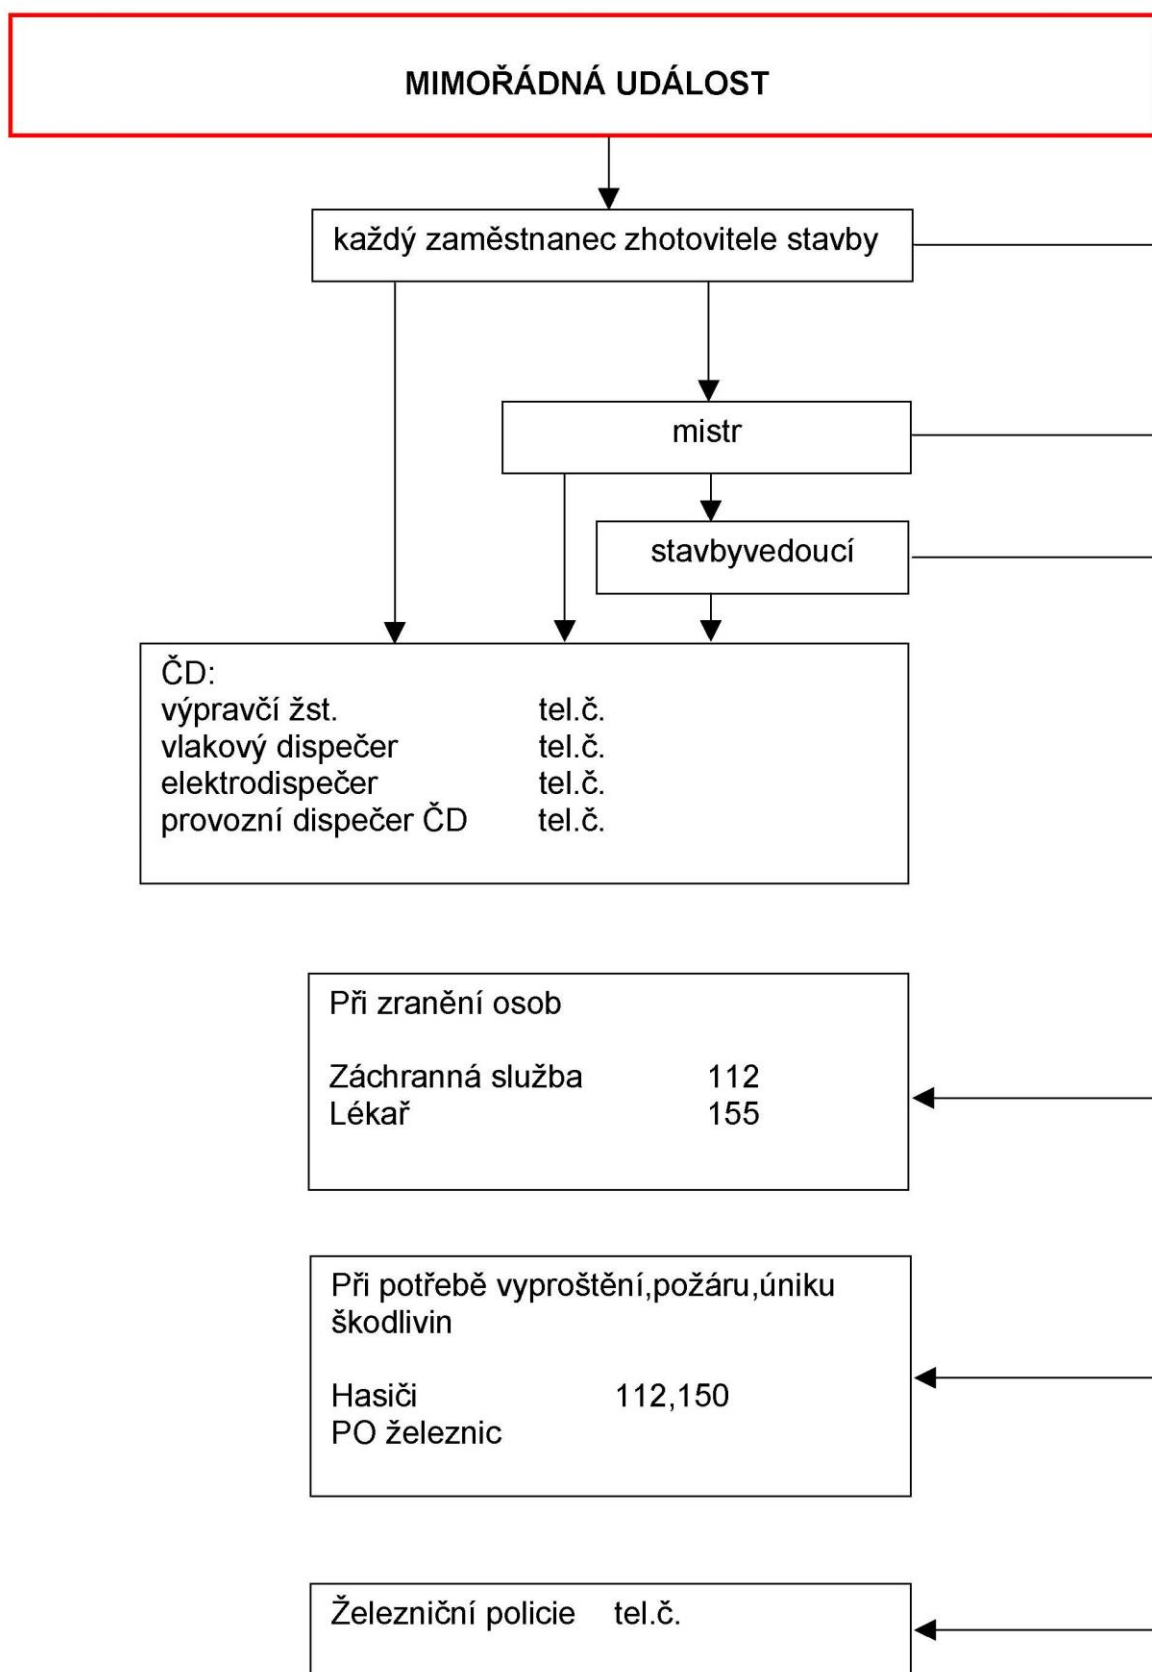 MIMOŘÁDNÁ UDÁLOST
každý zaměstnanec zhotovitele stavby
mistr
stavbyvedoucí
ČD:
výpravčí žst. tel.č.
vlakový dispečer tel.č.
elektrodispečer tel.č.
provozní dispečer ČD tel.č.
Při zranění osob
Záchranná služba 112
Lékař 155
Při potřebě vyproštění,požáru,úniku
škodlivin
Hasiči 112,150
PO železnic
Železniční policie tel.č.